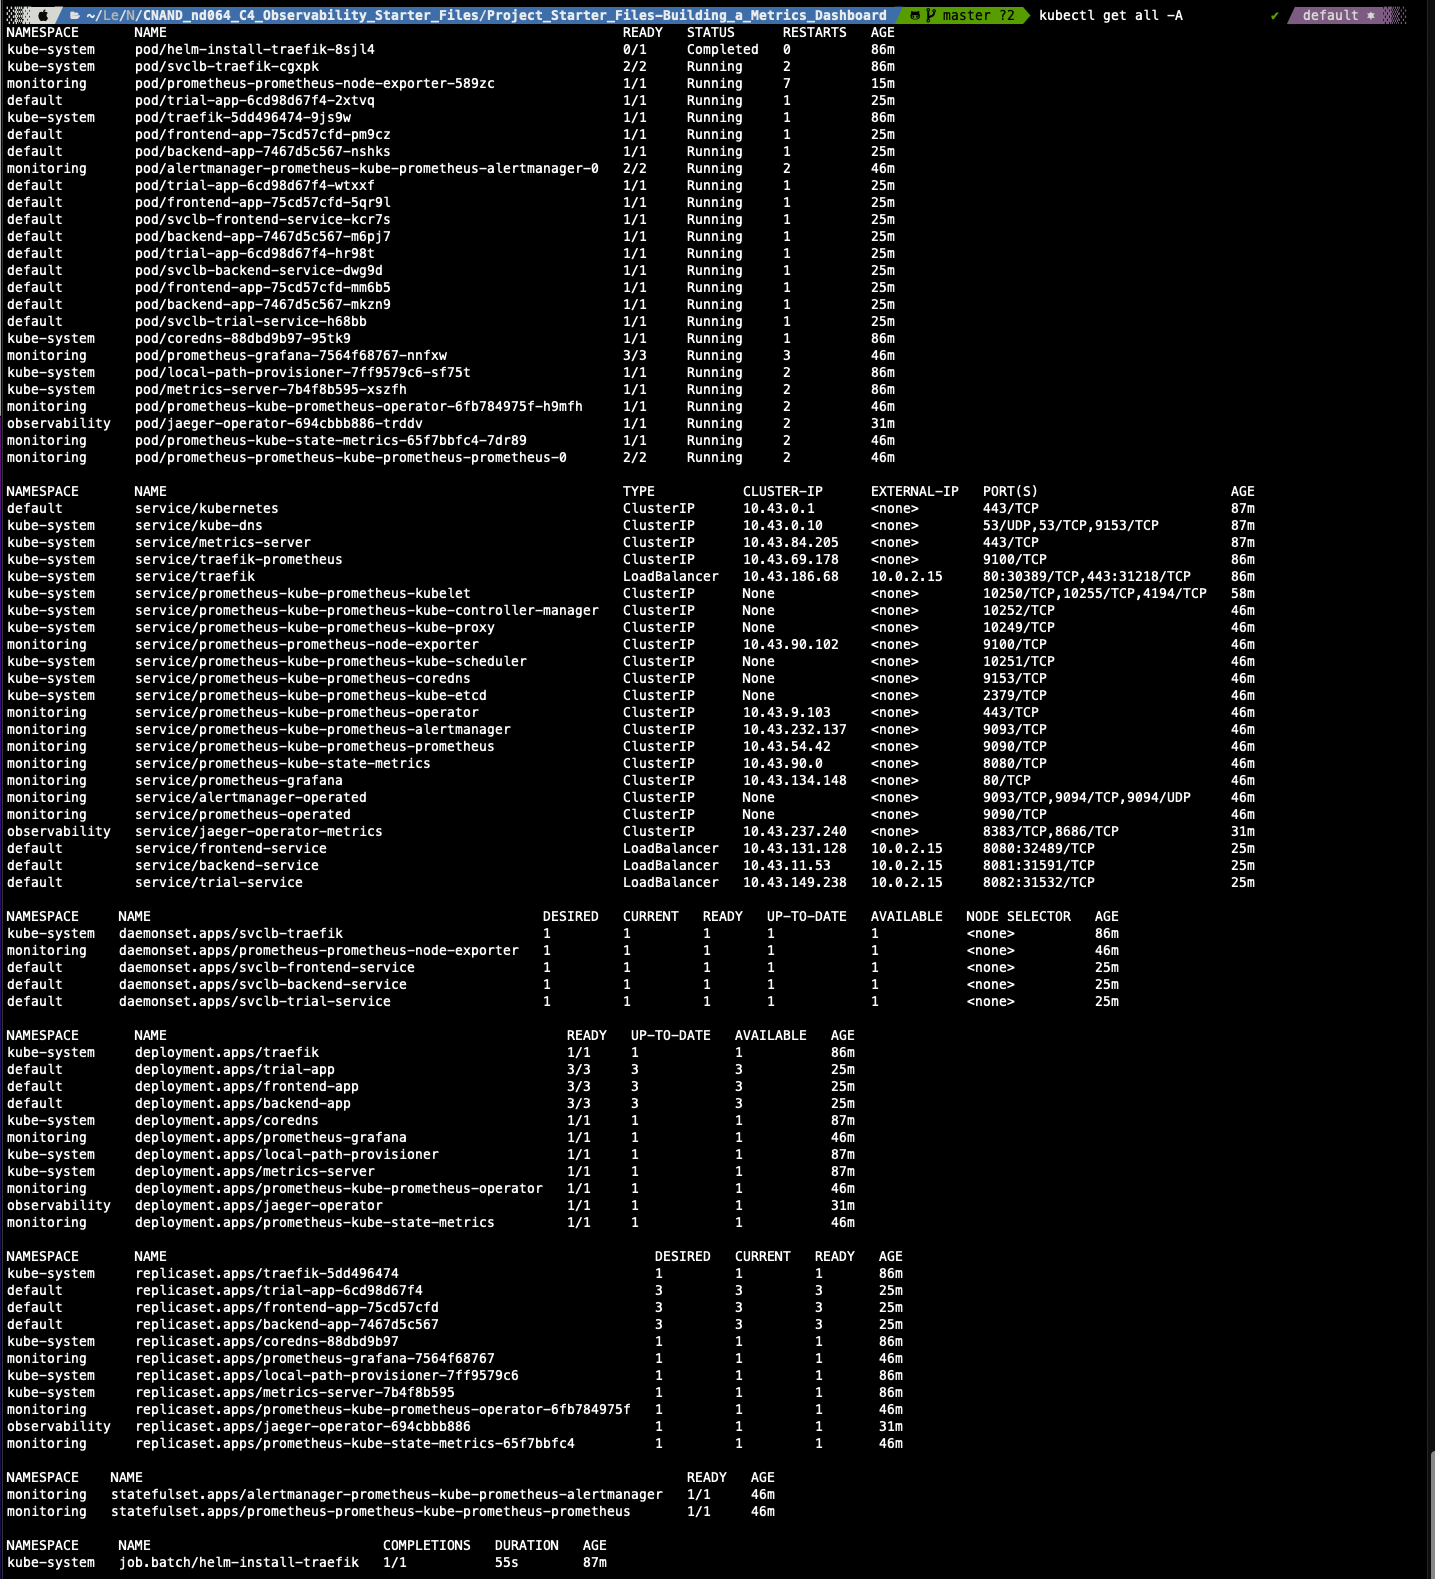 ~/Le/N/CNAND_nd064_C4_Observability_Starter_Files/Project_Starter_Files-Building_a_Metrics_Dashboard master ?2 kubectl get all -A ✔ default ⎈
NAMESPACE NAME READY STATUS RESTARTS AGE
kube-system pod/helm-install-traefik-8sjl4 0/1 Completed 0 86m
kube-system pod/svclb-traefik-cgxpk 2/2 Running 2 86m
monitoring pod/prometheus-prometheus-node-exporter-589zc 1/1 Running 7 15m
default pod/trial-app-6cd98d67f4-2xtvq 1/1 Running 1 25m
kube-system pod/traefik-5dd496474-9js9w 1/1 Running 1 86m
default pod/frontend-app-75cd57cfd-pm9cz 1/1 Running 1 25m
default pod/backend-app-7467d5c567-nshks 1/1 Running 1 25m
monitoring pod/alertmanager-prometheus-kube-prometheus-alertmanager-0 2/2 Running 2 46m
default pod/trial-app-6cd98d67f4-wtxxf 1/1 Running 1 25m
default pod/frontend-app-75cd57cfd-5qr9l 1/1 Running 1 25m
default pod/svclb-frontend-service-kcr7s 1/1 Running 1 25m
default pod/backend-app-7467d5c567-m6pj7 1/1 Running 1 25m
default pod/trial-app-6cd98d67f4-hr98t 1/1 Running 1 25m
default pod/svclb-backend-service-dwg9d 1/1 Running 1 25m
default pod/frontend-app-75cd57cfd-mm6b5 1/1 Running 1 25m
default pod/backend-app-7467d5c567-mkzn9 1/1 Running 1 25m
default pod/svclb-trial-service-h68bb 1/1 Running 1 25m
kube-system pod/coredns-88dbd9b97-95tk9 1/1 Running 1 86m
monitoring pod/prometheus-grafana-7564f68767-nnfxw 3/3 Running 3 46m
kube-system pod/local-path-provisioner-7ff9579c6-sf75t 1/1 Running 2 86m
kube-system pod/metrics-server-7b4f8b595-xszfh 1/1 Running 2 86m
monitoring pod/prometheus-kube-prometheus-operator-6fb784975f-h9mfh 1/1 Running 2 46m
observability pod/jaeger-operator-694cbbb886-trddv 1/1 Running 2 31m
monitoring pod/prometheus-kube-state-metrics-65f7bbfc4-7dr89 1/1 Running 2 46m
monitoring pod/prometheus-prometheus-kube-prometheus-prometheus-0 2/2 Running 2 46m
NAMESPACE NAME TYPE CLUSTER-IP EXTERNAL-IP PORT(S) AGE
default service/kubernetes ClusterIP 10.43.0.1 <none> 443/TCP 87m
kube-system service/kube-dns ClusterIP 10.43.0.10 <none> 53/UDP,53/TCP,9153/TCP 87m
kube-system service/metrics-server ClusterIP 10.43.84.205 <none> 443/TCP 87m
kube-system service/traefik-prometheus ClusterIP 10.43.69.178 <none> 9100/TCP 86m
kube-system service/traefik LoadBalancer 10.43.186.68 10.0.2.15 80:30389/TCP,443:31218/TCP 86m
kube-system service/prometheus-kube-prometheus-kubelet ClusterIP None <none> 10250/TCP,10255/TCP,4194/TCP 58m
kube-system service/prometheus-kube-prometheus-kube-controller-manager ClusterIP None <none> 10252/TCP 46m
kube-system service/prometheus-kube-prometheus-kube-proxy ClusterIP None <none> 10249/TCP 46m
monitoring service/prometheus-prometheus-node-exporter ClusterIP 10.43.90.102 <none> 9100/TCP 46m
kube-system service/prometheus-kube-prometheus-kube-scheduler ClusterIP None <none> 10251/TCP 46m
kube-system service/prometheus-kube-prometheus-coredns ClusterIP None <none> 9153/TCP 46m
kube-system service/prometheus-kube-prometheus-kube-etcd ClusterIP None <none> 2379/TCP 46m
monitoring service/prometheus-kube-prometheus-operator ClusterIP 10.43.9.103 <none> 443/TCP 46m
monitoring service/prometheus-kube-prometheus-alertmanager ClusterIP 10.43.232.137 <none> 9093/TCP 46m
monitoring service/prometheus-kube-prometheus-prometheus ClusterIP 10.43.54.42 <none> 9090/TCP 46m
monitoring service/prometheus-kube-state-metrics ClusterIP 10.43.90.0 <none> 8080/TCP 46m
monitoring service/prometheus-grafana ClusterIP 10.43.134.148 <none> 80/TCP 46m
monitoring service/alertmanager-operated ClusterIP None <none> 9093/TCP,9094/TCP,9094/UDP 46m
monitoring service/prometheus-operated ClusterIP None <none> 9090/TCP 46m
observability service/jaeger-operator-metrics ClusterIP 10.43.237.240 <none> 8383/TCP,8686/TCP 31m
default service/frontend-service LoadBalancer 10.43.131.128 10.0.2.15 8080:32489/TCP 25m
default service/backend-service LoadBalancer 10.43.11.53 10.0.2.15 8081:31591/TCP 25m
default service/trial-service LoadBalancer 10.43.149.238 10.0.2.15 8082:31532/TCP 25m
NAMESPACE NAME DESIRED CURRENT READY UP-TO-DATE AVAILABLE NODE SELECTOR AGE
kube-system daemonset.apps/svclb-traefik 1 1 1 1 1 <none> 86m
monitoring daemonset.apps/prometheus-prometheus-node-exporter 1 1 1 1 1 <none> 46m
default daemonset.apps/svclb-frontend-service 1 1 1 1 1 <none> 25m
default daemonset.apps/svclb-backend-service 1 1 1 1 1 <none> 25m
default daemonset.apps/svclb-trial-service 1 1 1 1 1 <none> 25m
NAMESPACE NAME READY UP-TO-DATE AVAILABLE AGE
kube-system deployment.apps/traefik 1/1 1 1 86m
default deployment.apps/trial-app 3/3 3 3 25m
default deployment.apps/frontend-app 3/3 3 3 25m
default deployment.apps/backend-app 3/3 3 3 25m
kube-system deployment.apps/coredns 1/1 1 1 87m
monitoring deployment.apps/prometheus-grafana 1/1 1 1 46m
kube-system deployment.apps/local-path-provisioner 1/1 1 1 87m
kube-system deployment.apps/metrics-server 1/1 1 1 87m
monitoring deployment.apps/prometheus-kube-prometheus-operator 1/1 1 1 46m
observability deployment.apps/jaeger-operator 1/1 1 1 31m
monitoring deployment.apps/prometheus-kube-state-metrics 1/1 1 1 46m
NAMESPACE NAME DESIRED CURRENT READY AGE
kube-system replicaset.apps/traefik-5dd496474 1 1 1 86m
default replicaset.apps/trial-app-6cd98d67f4 3 3 3 25m
default replicaset.apps/frontend-app-75cd57cfd 3 3 3 25m
default replicaset.apps/backend-app-7467d5c567 3 3 3 25m
kube-system replicaset.apps/coredns-88dbd9b97 1 1 1 86m
monitoring replicaset.apps/prometheus-grafana-7564f68767 1 1 1 46m
kube-system replicaset.apps/local-path-provisioner-7ff9579c6 1 1 1 86m
kube-system replicaset.apps/metrics-server-7b4f8b595 1 1 1 86m
monitoring replicaset.apps/prometheus-kube-prometheus-operator-6fb784975f 1 1 1 46m
observability replicaset.apps/jaeger-operator-694cbbb886 1 1 1 31m
monitoring replicaset.apps/prometheus-kube-state-metrics-65f7bbfc4 1 1 1 46m
NAMESPACE NAME READY AGE
monitoring statefulset.apps/alertmanager-prometheus-kube-prometheus-alertmanager 1/1 46m
monitoring statefulset.apps/prometheus-prometheus-kube-prometheus-prometheus 1/1 46m
NAMESPACE NAME COMPLETIONS DURATION AGE
kube-system job.batch/helm-install-traefik 1/1 55s 87m